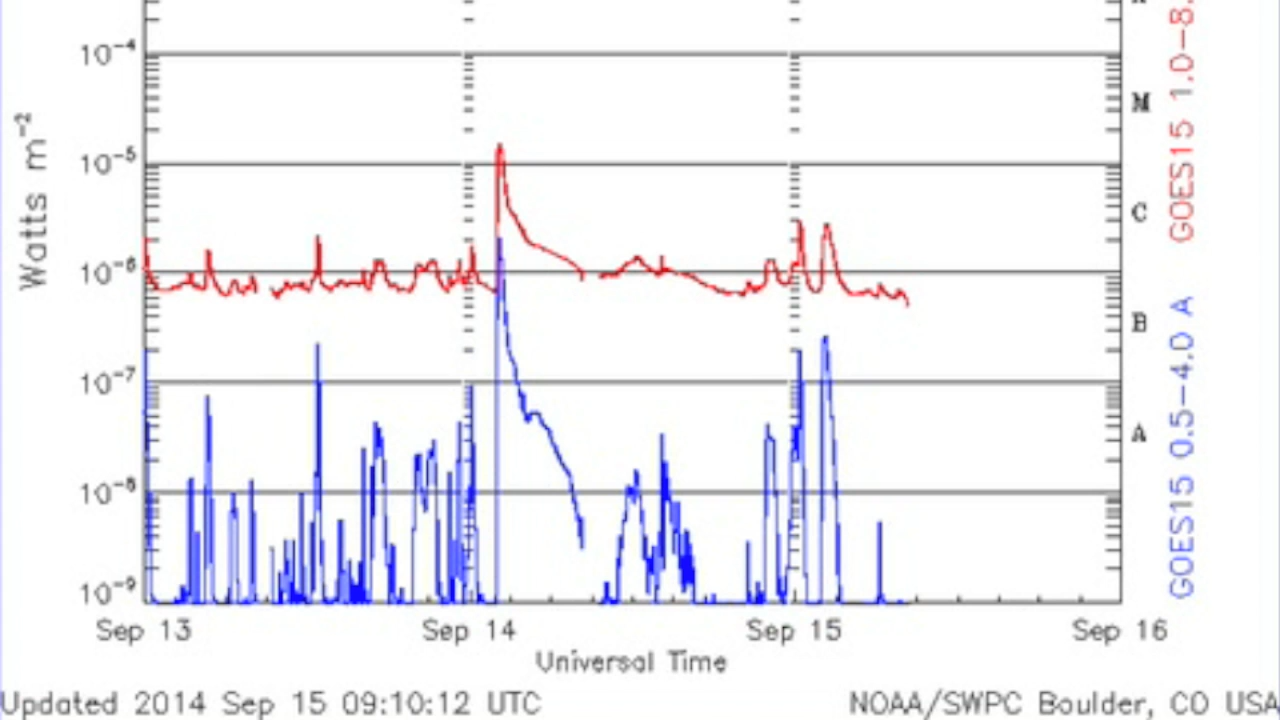 10⁻⁴
10⁻⁵
10⁻⁶
10⁻⁷
10⁻⁸
10⁻⁹
Watts m⁻²
M
C
B
A
GOES15 1.0-8.
GOES15 0.5-4.0 A
Sep 13
Sep 14
Sep 15
Sep 16
Universal Time
Updated 2014 Sep 15 09:10:12 UTC
NOAA/SWPC Boulder, CO USA